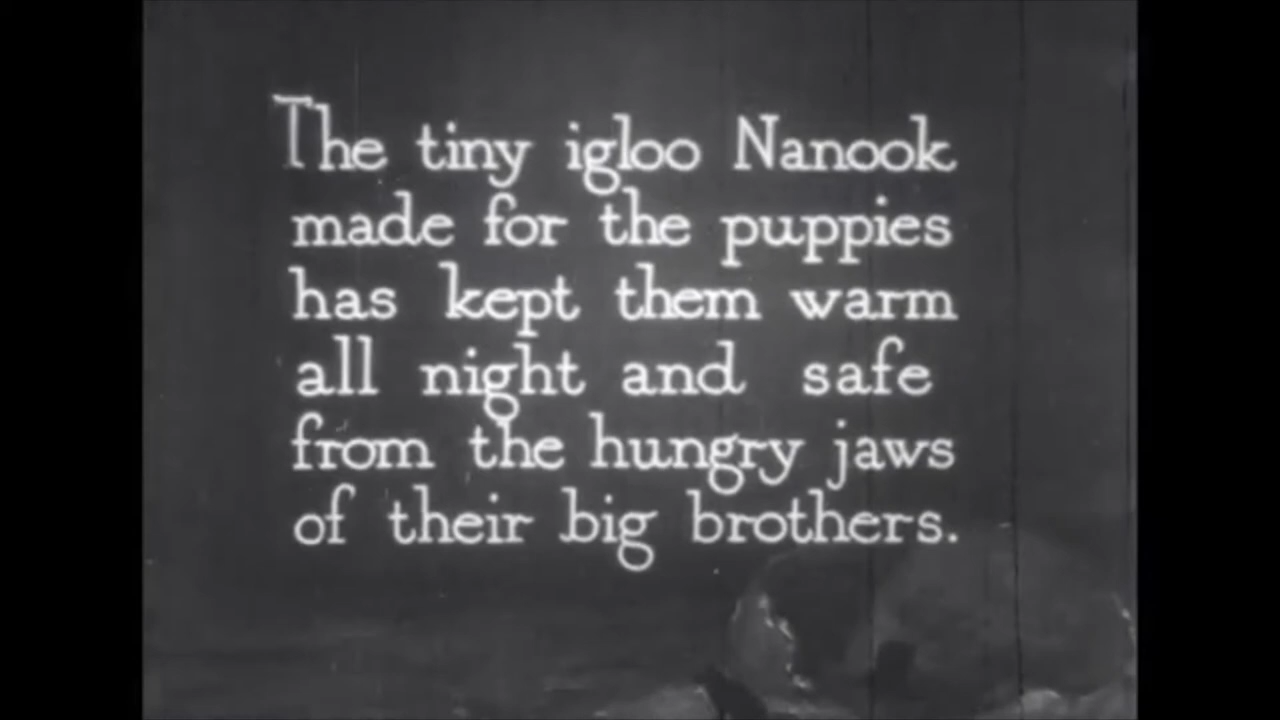 The tiny igloo Nanook
made for the puppies
has kept them warm
all night and safe
from the hungry jaws
of their big brothers.